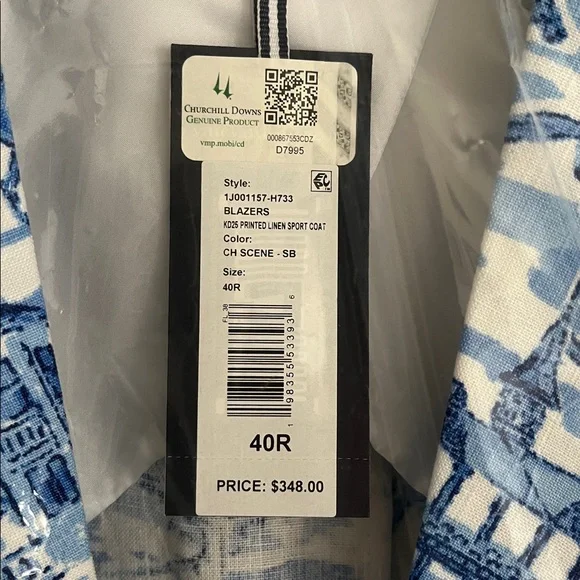 CHURCHILL DOWNS
GENUINE PRODUCT
vmp.mobi/cd
000867553CDZ
D7995
Style:
1J001157-H733
BLAZERS
KD25 PRINTED LINEN SPORT COAT
Color:
CH SCENE - SB
Size:
40R
FL_38
1 98355 53393 6
40R
PRICE: $348.00